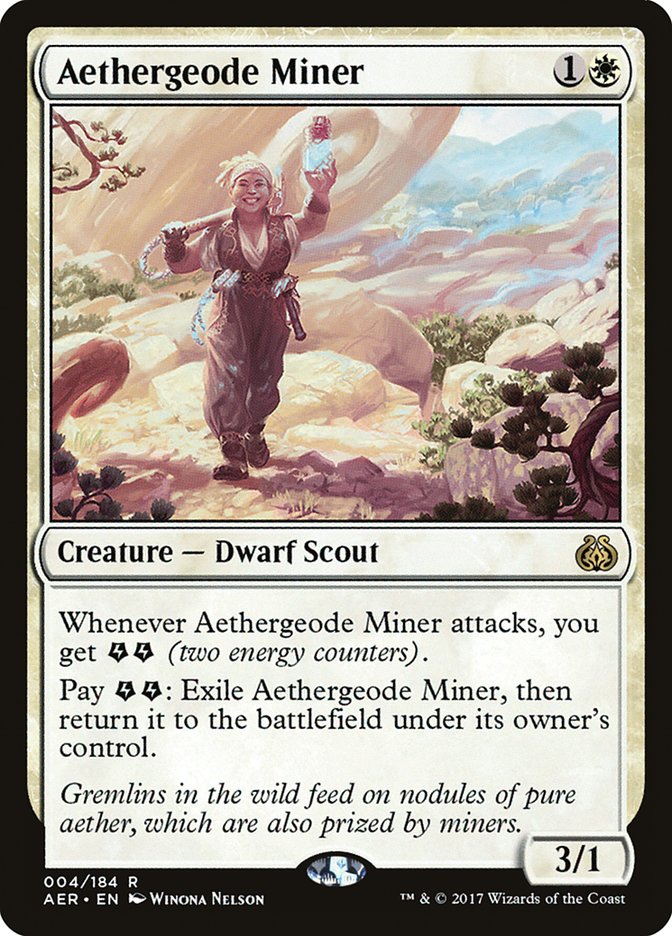 Aethergeode Miner 1
Creature — Dwarf Scout
Whenever Aethergeode Miner attacks, you
get (two energy counters).
Pay : Exile Aethergeode Miner, then
return it to the battlefield under its owner's
control.
Gremlins in the wild feed on nodules of pure
aether, which are also prized by miners.
3/1
004/184 R
AER • EN Winona Nelson
™ & © 2017 Wizards of the Coast